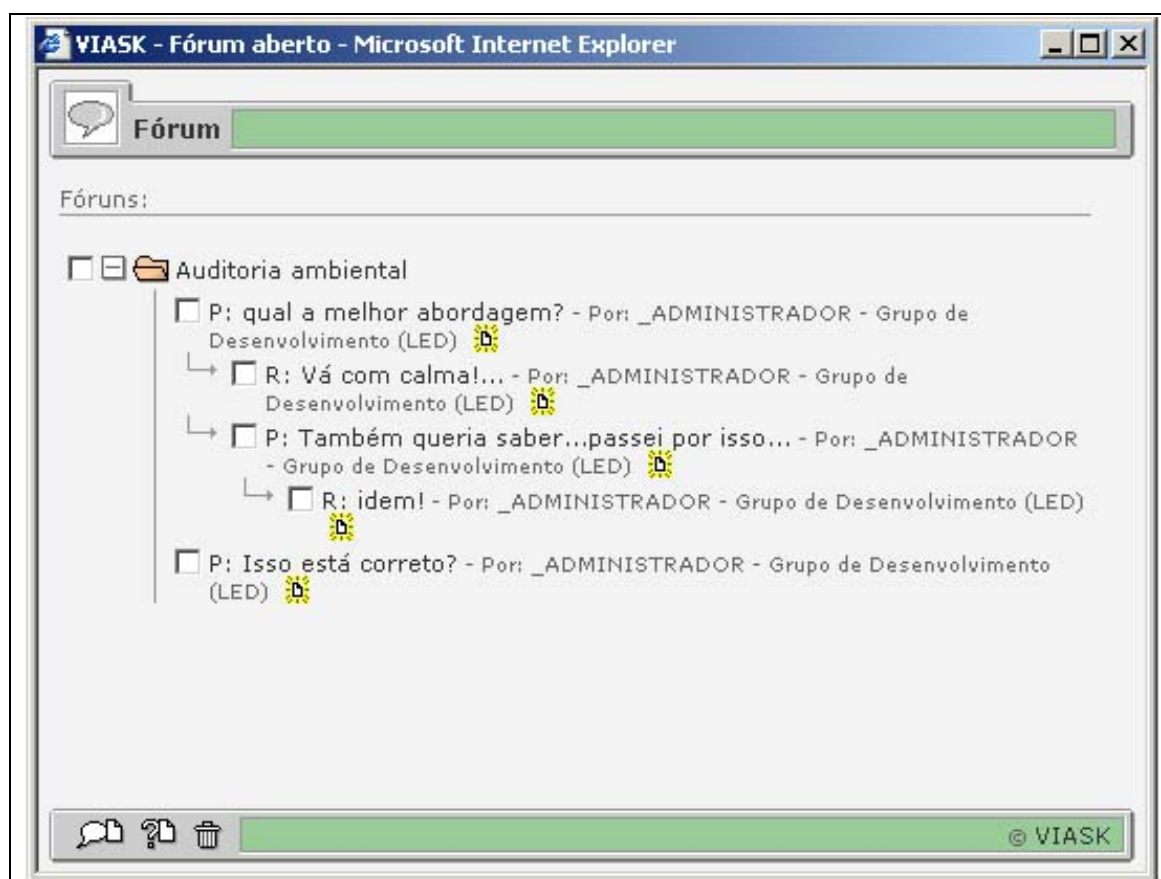 VIASK - Fórum aberto - Microsoft Internet Explorer
Fórum
Fóruns:
Auditoria ambiental
P: qual a melhor abordagem? - Por: _ADMINISTRADOR - Grupo de
Desenvolvimento (LED)
R: Vá com calma!... - Por: _ADMINISTRADOR - Grupo de
Desenvolvimento (LED)
P: Também queria saber...passei por isso... - Por: _ADMINISTRADOR
- Grupo de Desenvolvimento (LED)
R: idem! - Por: _ADMINISTRADOR - Grupo de Desenvolvimento (LED)
P: Isso está correto? - Por: _ADMINISTRADOR - Grupo de Desenvolvimento
(LED)
© VIASK